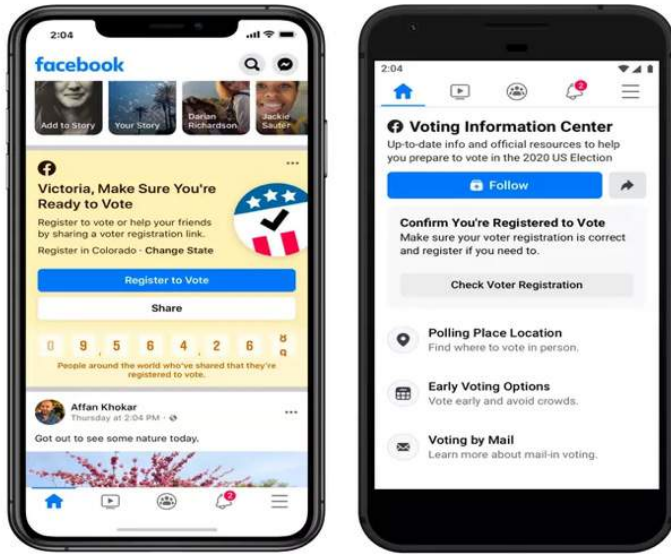 2:04
facebook
Add to Story
Your Story
Darian
Richardson
Jackie
Sauter
Victoria, Make Sure You're
Ready to Vote
Register to vote or help your friends
by sharing a voter registration link.
Register in Colorado · Change State
Register to Vote
Share
0 9, 5 6 4, 2 6
People around the world who've shared that they're
registered to vote.
Affan Khokar
Thursday at 2:04 PM ·
Got out to see some nature today.
2
2:04
2
Voting Information Center
Up-to-date info and official resources to help
you prepare to vote in the 2020 US Election
Follow
Confirm You're Registered to Vote
Make sure your voter registration is correct
and register if you need to.
Check Voter Registration
Polling Place Location
Find where to vote in person.
Early Voting Options
Vote early and avoid crowds.
Voting by Mail
Learn more about mail-in voting.